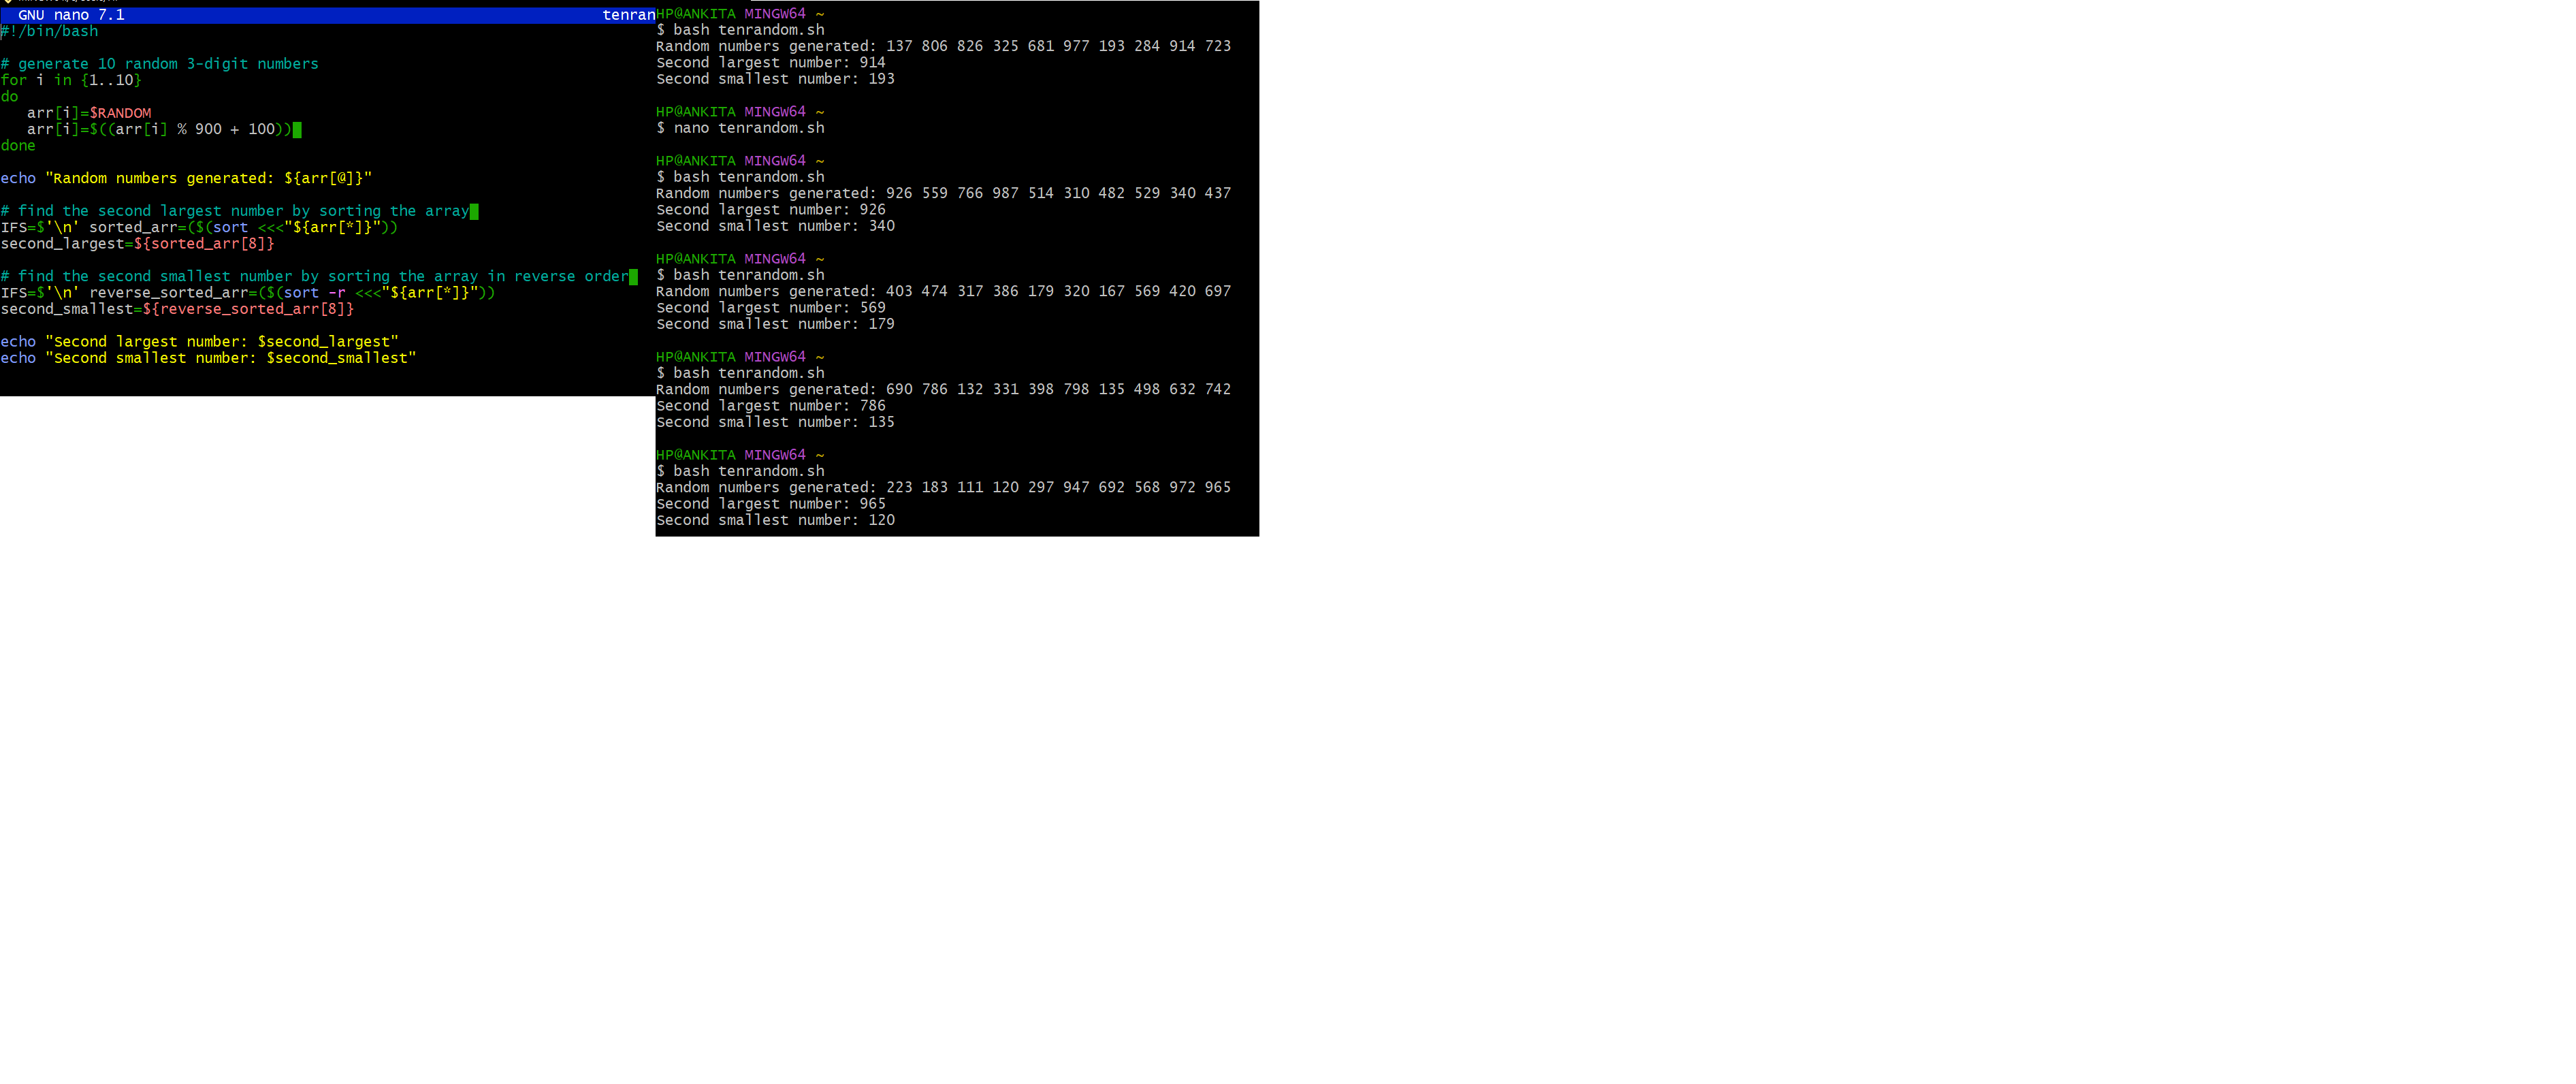 GNU nano 7.1 tenran
#!/bin/bash
# generate 10 random 3-digit numbers
for i in {1..10}
do
   arr[i]=$RANDOM
   arr[i]=$((arr[i] % 900 + 100))
done
echo "Random numbers generated: ${arr[@]}"
# find the second largest number by sorting the array
IFS=$'\n' sorted_arr=($(sort <<<"${arr[*]}"))
second_largest=${sorted_arr[8]}
# find the second smallest number by sorting the array in reverse order
IFS=$'\n' reverse_sorted_arr=($(sort -r <<<"${arr[*]}"))
second_smallest=${reverse_sorted_arr[8]}
echo "Second largest number: $second_largest"
echo "Second smallest number: $second_smallest"
HP@ANKITA MINGW64 ~
$ bash tenrandom.sh
Random numbers generated: 137 806 826 325 681 977 193 284 914 723
Second largest number: 914
Second smallest number: 193
HP@ANKITA MINGW64 ~
$ nano tenrandom.sh
HP@ANKITA MINGW64 ~
$ bash tenrandom.sh
Random numbers generated: 926 559 766 987 514 310 482 529 340 437
Second largest number: 926
Second smallest number: 340
HP@ANKITA MINGW64 ~
$ bash tenrandom.sh
Random numbers generated: 403 474 317 386 179 320 167 569 420 697
Second largest number: 569
Second smallest number: 179
HP@ANKITA MINGW64 ~
$ bash tenrandom.sh
Random numbers generated: 690 786 132 331 398 798 135 498 632 742
Second largest number: 786
Second smallest number: 135
HP@ANKITA MINGW64 ~
$ bash tenrandom.sh
Random numbers generated: 223 183 111 120 297 947 692 568 972 965
Second largest number: 965
Second smallest number: 120